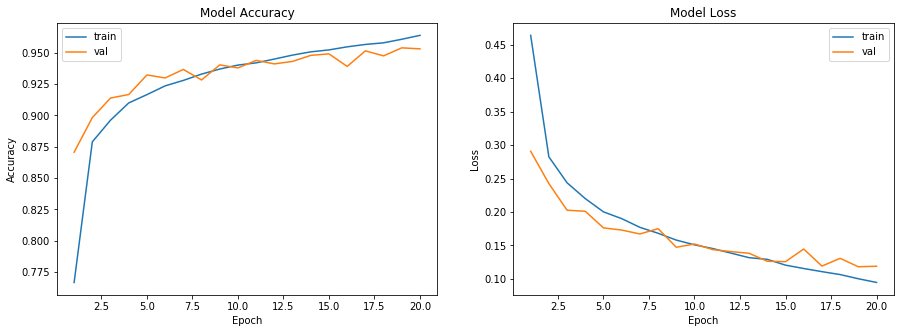 Model Accuracy
train
val
0.950
0.925
0.900
0.875
0.850
0.825
0.800
0.775
Accuracy
2.5 5.0 7.5 10.0 12.5 15.0 17.5 20.0
Epoch
Model Loss
train
val
0.45
0.40
0.35
0.30
0.25
0.20
0.15
0.10
Loss
2.5 5.0 7.5 10.0 12.5 15.0 17.5 20.0
Epoch